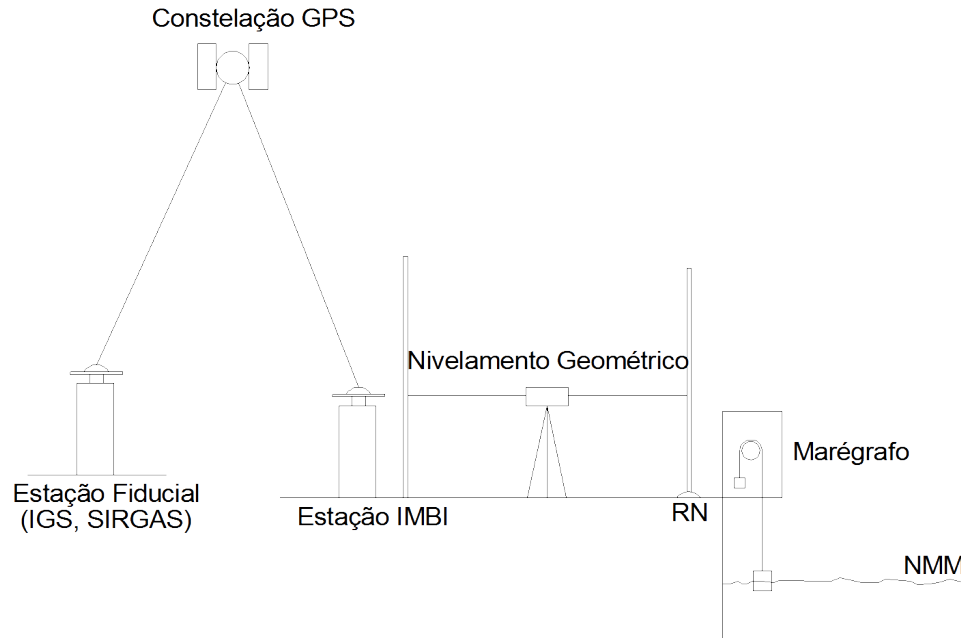 Constelação GPS
Nivelamento Geométrico
Marégrafo
Estação Fiducial
(IGS, SIRGAS)
Estação IMBI
RN
NMM